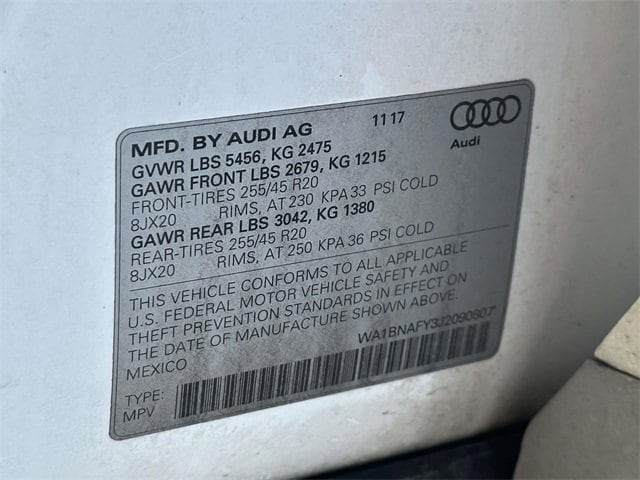 MFD. BY AUDI AG 11 17
Audi
GVWR LBS 5456, KG 2475
GAWR FRONT LBS 2679, KG 1215
FRONT-TIRES 255/45 R20
8JX20 RIMS, AT 230 KPA 33 PSI COLD
GAWR REAR LBS 3042, KG 1380
REAR-TIRES 255/45 R20
8JX20 RIMS, AT 250 KPA 36 PSI COLD
THIS VEHICLE CONFORMS TO ALL APPLICABLE
U.S. FEDERAL MOTOR VEHICLE SAFETY AND
THEFT PREVENTION STANDARDS IN EFFECT ON
THE DATE OF MANUFACTURE SHOWN ABOVE.
MEXICO
WA1BNAFY3J2090807
TYPE:
MPV